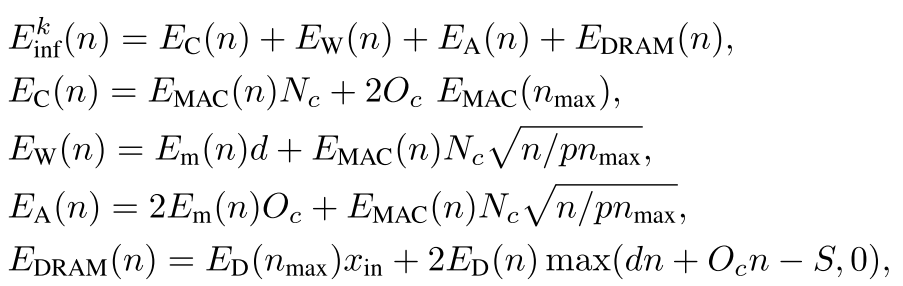 E^k_inf(n) = E_C(n) + E_W(n) + E_A(n) + E_DRAM(n),
E_C(n) = E_MAC(n)N_c + 2O_c E_MAC(n_max),
E_W(n) = E_m(n)d + E_MAC(n)N_c√(n/pn_max),
E_A(n) = 2E_m(n)O_c + E_MAC(n)N_c√(n/pn_max),
E_DRAM(n) = E_D(n_max)x_in + 2E_D(n) max(dn + O_cn − S, 0),